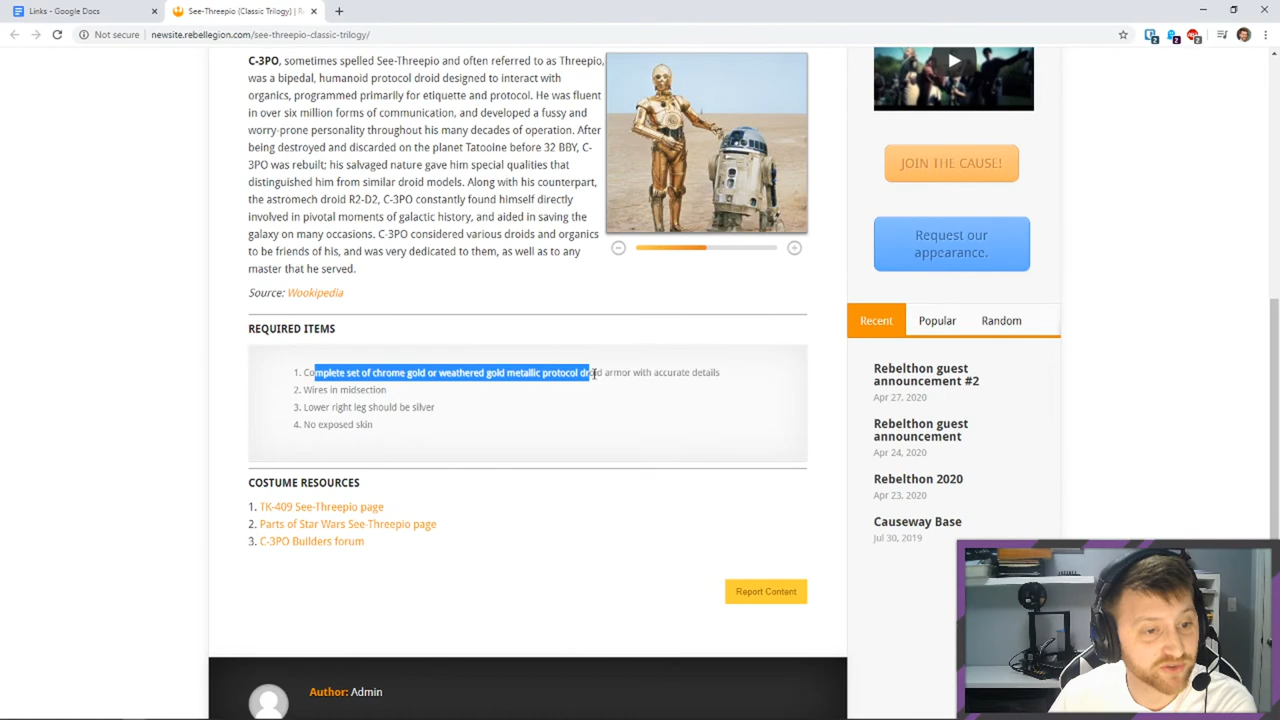 Links - Google Docs
See-Threepio (Classic Trilogy) | Re
Not secure
newsite.rebellegion.com/see-threepio-classic-trilogy/
C-3PO, sometimes spelled See-Threepio and often referred to as Threepio,
was a bipedal, humanoid protocol droid designed to interact with
organics, programmed primarily for etiquette and protocol. He was fluent
in over six million forms of communication, and developed a fussy and
worry-prone personality throughout his many decades of operation. After
being destroyed and discarded on the planet Tatooine before 32 BBY, C-
3PO was rebuilt; his salvaged nature gave him special qualities that
distinguished him from similar droid models. Along with his counterpart,
the astromech droid R2-D2, C-3PO constantly found himself directly
involved in pivotal moments of galactic history, and aided in saving the
galaxy on many occasions. C-3PO considered various droids and organics
to be friends of his, and was very dedicated to them, as well as to any
master that he served.
Source: Wookipedia
REQUIRED ITEMS
1. Complete set of chrome gold or weathered gold metallic protocol droid armor with accurate details
2. Wires in midsection
3. Lower right leg should be silver
4. No exposed skin
COSTUME RESOURCES
1. TK-409 See-Threepio page
2. Parts of Star Wars See-Threepio page
3. C-3PO Builders forum
Report Content
Author: Admin
JOIN THE CAUSE!
Request our
appearance.
Recent
Popular
Random
Rebelthon guest
announcement #2
Apr 27, 2020
Rebelthon guest
announcement
Apr 24, 2020
Rebelthon 2020
Apr 23, 2020
Causeway Base
Jul 30, 2019